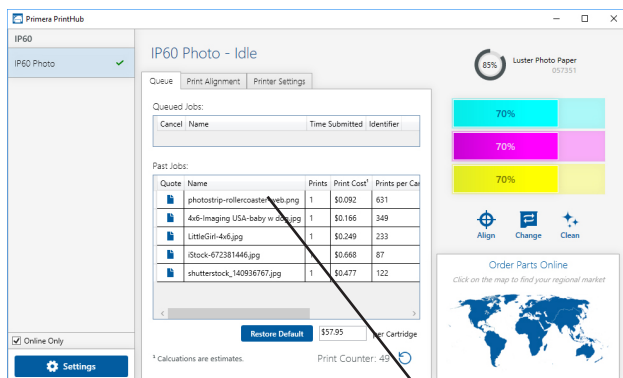 Primera PrintHub
IP60
IP60 Photo
IP60 Photo - Idle
Queue Print Alignment Printer Settings
Queued Jobs:
Cancel Name Time Submitted Identifier
Past Jobs:
Quote Name Prints Print Cost¹ Prints per Car
photostrip-rollercoaster-web.png 1 $0.092 631
4x6-Imaging USA-baby w dog.jpg 1 $0.166 349
LittleGirl-4x6.jpg 1 $0.249 233
iStock-672381446.jpg 1 $0.668 87
shutterstock_140936767.jpg 1 $0.477 122
Restore Default $57.95 per Cartridge
¹ Calcuations are estimates. Print Counter: 49
Online Only
Settings
85% Luster Photo Paper
057351
70%
70%
70%
Align Change Clean
Order Parts Online
Click on the map to find your regional market